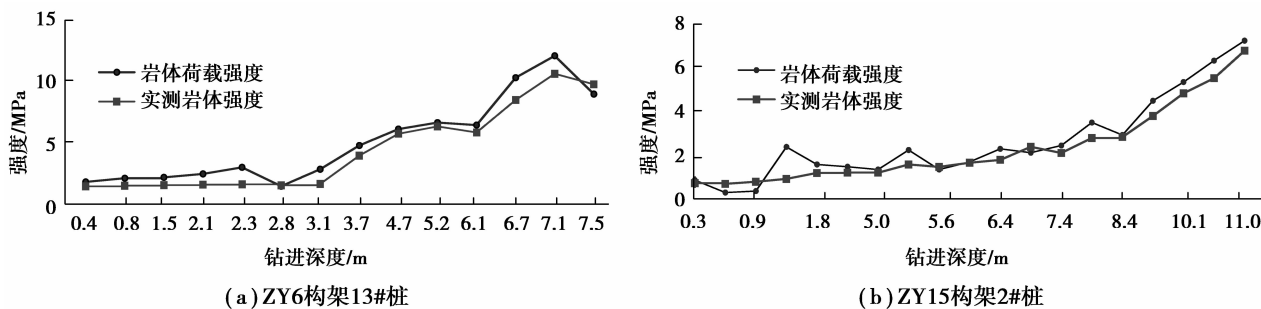 15
10
5
0
强度/MPa
岩体荷载强度
实测岩体强度
0.4 0.8 1.5 2.1 2.3 2.8 3.1 3.7 4.7 5.2 6.1 6.7 7.1 7.5
钻进深度/m
(a)ZY6构架13#桩
8
6
4
2
0
强度/MPa
岩体荷载强度
实测岩体强度
0.3 0.9 1.8 5.0 5.6 6.4 7.4 8.4 10.1 11.0
钻进深度/m
(b)ZY15构架2#桩